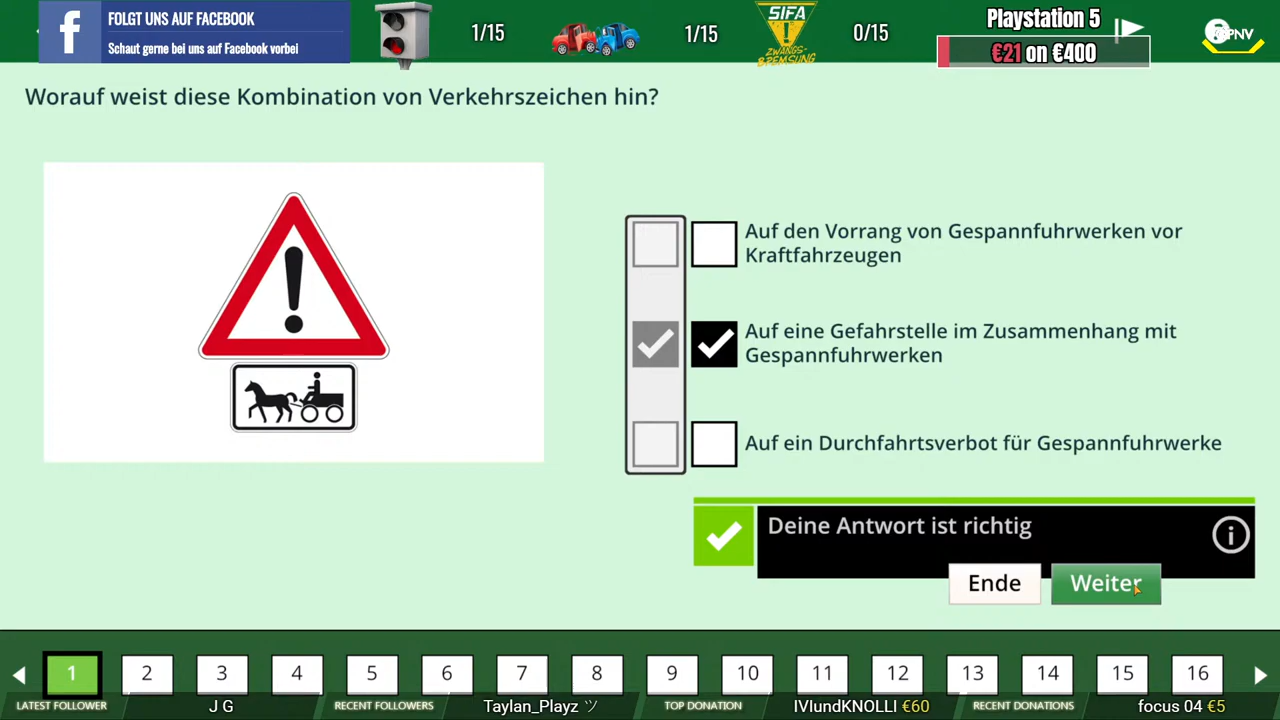 FOLGT UNS AUF FACEBOOK
Schaut gerne bei uns auf Facebook vorbei
1/15
1/15
SIFA
ZWANGS-
BREMSUNG
0/15
Playstation 5
€21 on €400
PNV
Worauf weist diese Kombination von Verkehrszeichen hin?
Auf den Vorrang von Gespannfuhrwerken vor
Kraftfahrzeugen
Auf eine Gefahrstelle im Zusammenhang mit
Gespannfuhrwerken
Auf ein Durchfahrtsverbot für Gespannfuhrwerke
Deine Antwort ist richtig
Ende
Weiter
1 2 3 4 5 6 7 8 9 10 11 12 13 14 15 16
LATEST FOLLOWER J G RECENT FOLLOWERS Taylan_Playz ツ TOP DONATION IVIundKNOLLI €60 RECENT DONATIONS focus 04 €5